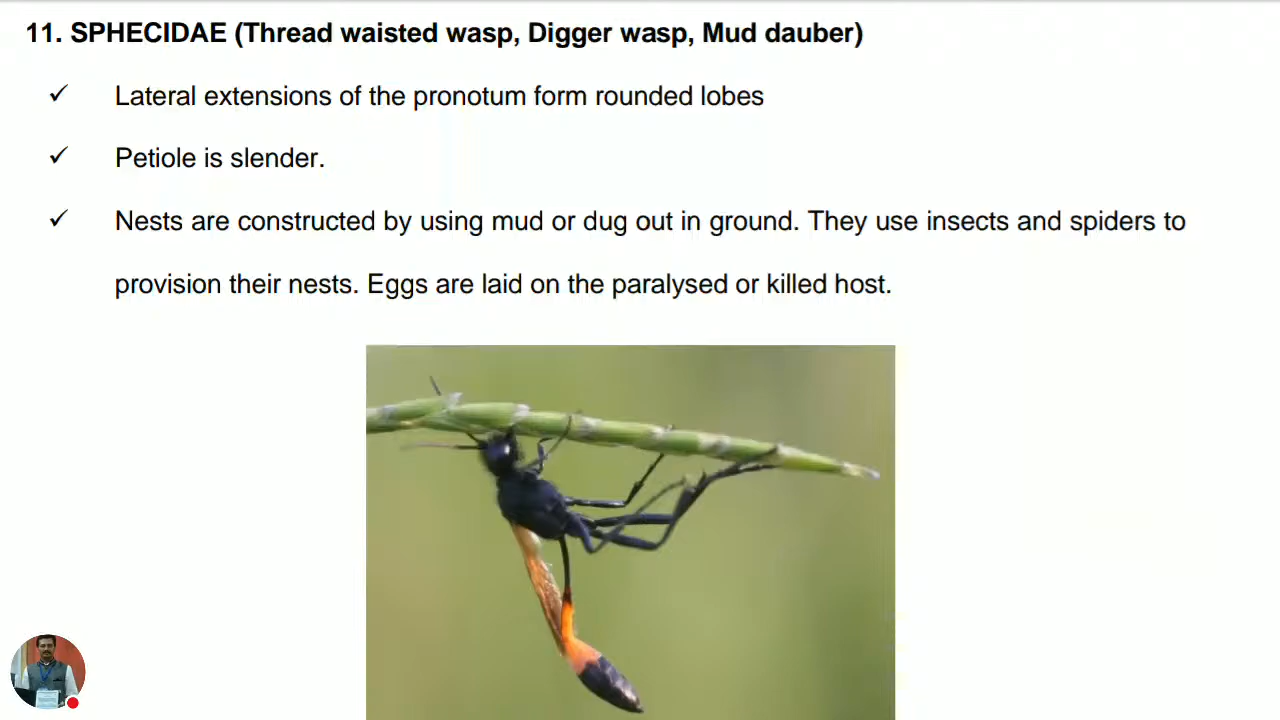 11. SPHECIDAE (Thread waisted wasp, Digger wasp, Mud dauber)
✓ Lateral extensions of the pronotum form rounded lobes
✓ Petiole is slender.
✓ Nests are constructed by using mud or dug out in ground. They use insects and spiders to
provision their nests. Eggs are laid on the paralysed or killed host.